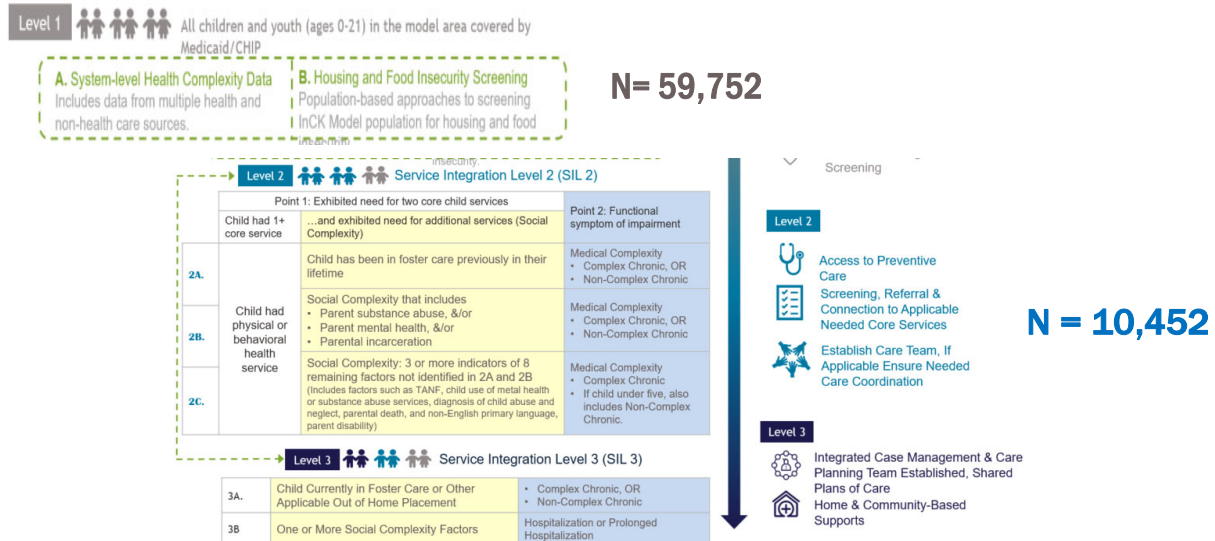 Level 1
All children and youth (ages 0-21) in the model area covered by
Medicaid/CHIP
A. System-level Health Complexity Data
Includes data from multiple health and
non-health care sources.
B. Housing and Food Insecurity Screening
Population-based approaches to screening
InCK Model population for housing and food
insecurity
N= 59,752
insecurity.
Level 2
Service Integration Level 2 (SIL 2)
Point 1: Exhibited need for two core child services
Point 2: Functional
symptom of impairment
Child had 1+
core service
…and exhibited need for additional services (Social
Complexity)
2A.
Child had
physical or
behavioral
health
service
Child has been in foster care previously in their
lifetime
Medical Complexity
• Complex Chronic, OR
• Non-Complex Chronic
2B.
Social Complexity that includes
• Parent substance abuse, &/or
• Parent mental health, &/or
• Parental incarceration
Medical Complexity
• Complex Chronic, OR
• Non-Complex Chronic
2C.
Social Complexity: 3 or more indicators of 8
remaining factors not identified in 2A and 2B
(Includes factors such as TANF, child use of metal health
or substance abuse services, diagnosis of child abuse and
neglect, parental death, and non-English primary language,
parent disability)
Medical Complexity
• Complex Chronic
• If child under five, also
includes Non-Complex
Chronic.
Level 3
Service Integration Level 3 (SIL 3)
3A.
Child Currently in Foster Care or Other
Applicable Out of Home Placement
• Complex Chronic, OR
• Non-Complex Chronic
3B
One or More Social Complexity Factors
Hospitalization or Prolonged
Hospitalization
Screening
Level 2
Access to Preventive
Care
Screening, Referral &
Connection to Applicable
Needed Core Services
Establish Care Team, If
Applicable Ensure Needed
Care Coordination
N = 10,452
Level 3
Integrated Case Management & Care
Planning Team Established, Shared
Plans of Care
Home & Community-Based
Supports